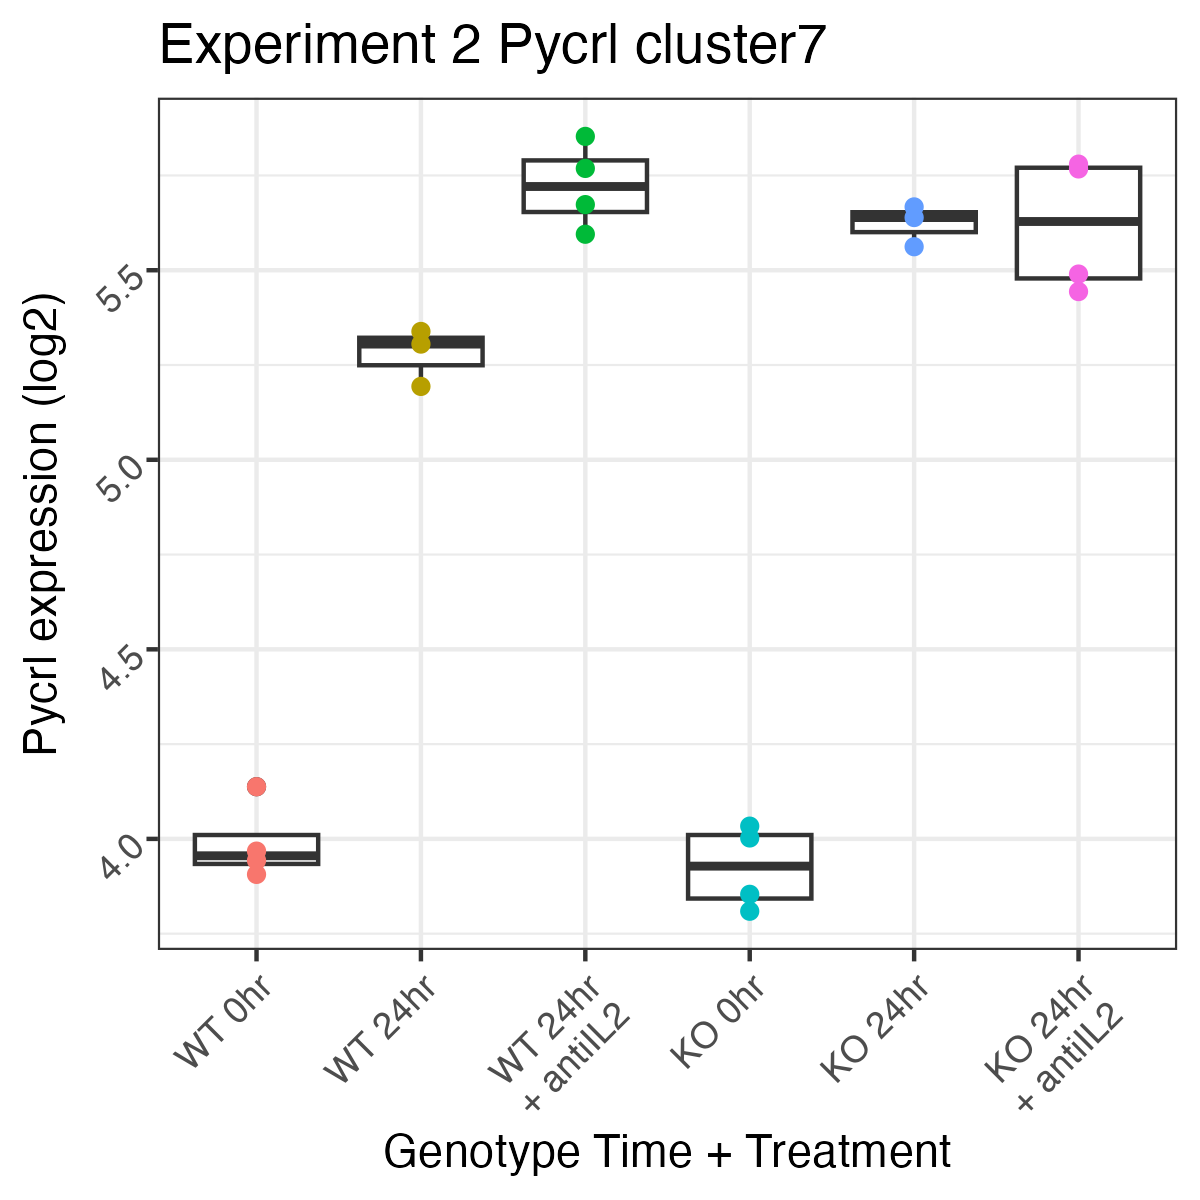 Experiment 2 Pycrl cluster7
Pycrl expression (log2)
5.5
5.0
4.5
4.0
WT 0hr
WT 24hr
WT 24hr
+ antiIL2
KO 0hr
KO 24hr
KO 24hr
+ antiIL2
Genotype Time + Treatment